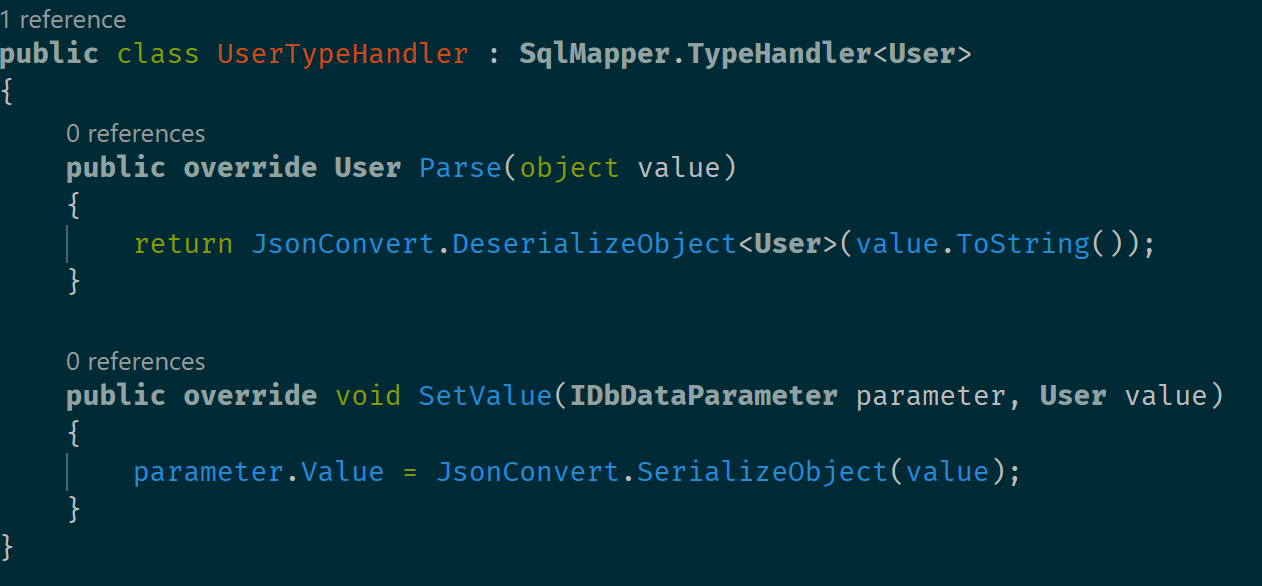 1 reference
public class UserTypeHandler : SqlMapper.TypeHandler<User>
{
0 references
public override User Parse(object value)
{
return JsonConvert.DeserializeObject<User>(value.ToString());
}
0 references
public override void SetValue(IDbDataParameter parameter, User value)
{
parameter.Value = JsonConvert.SerializeObject(value);
}
}